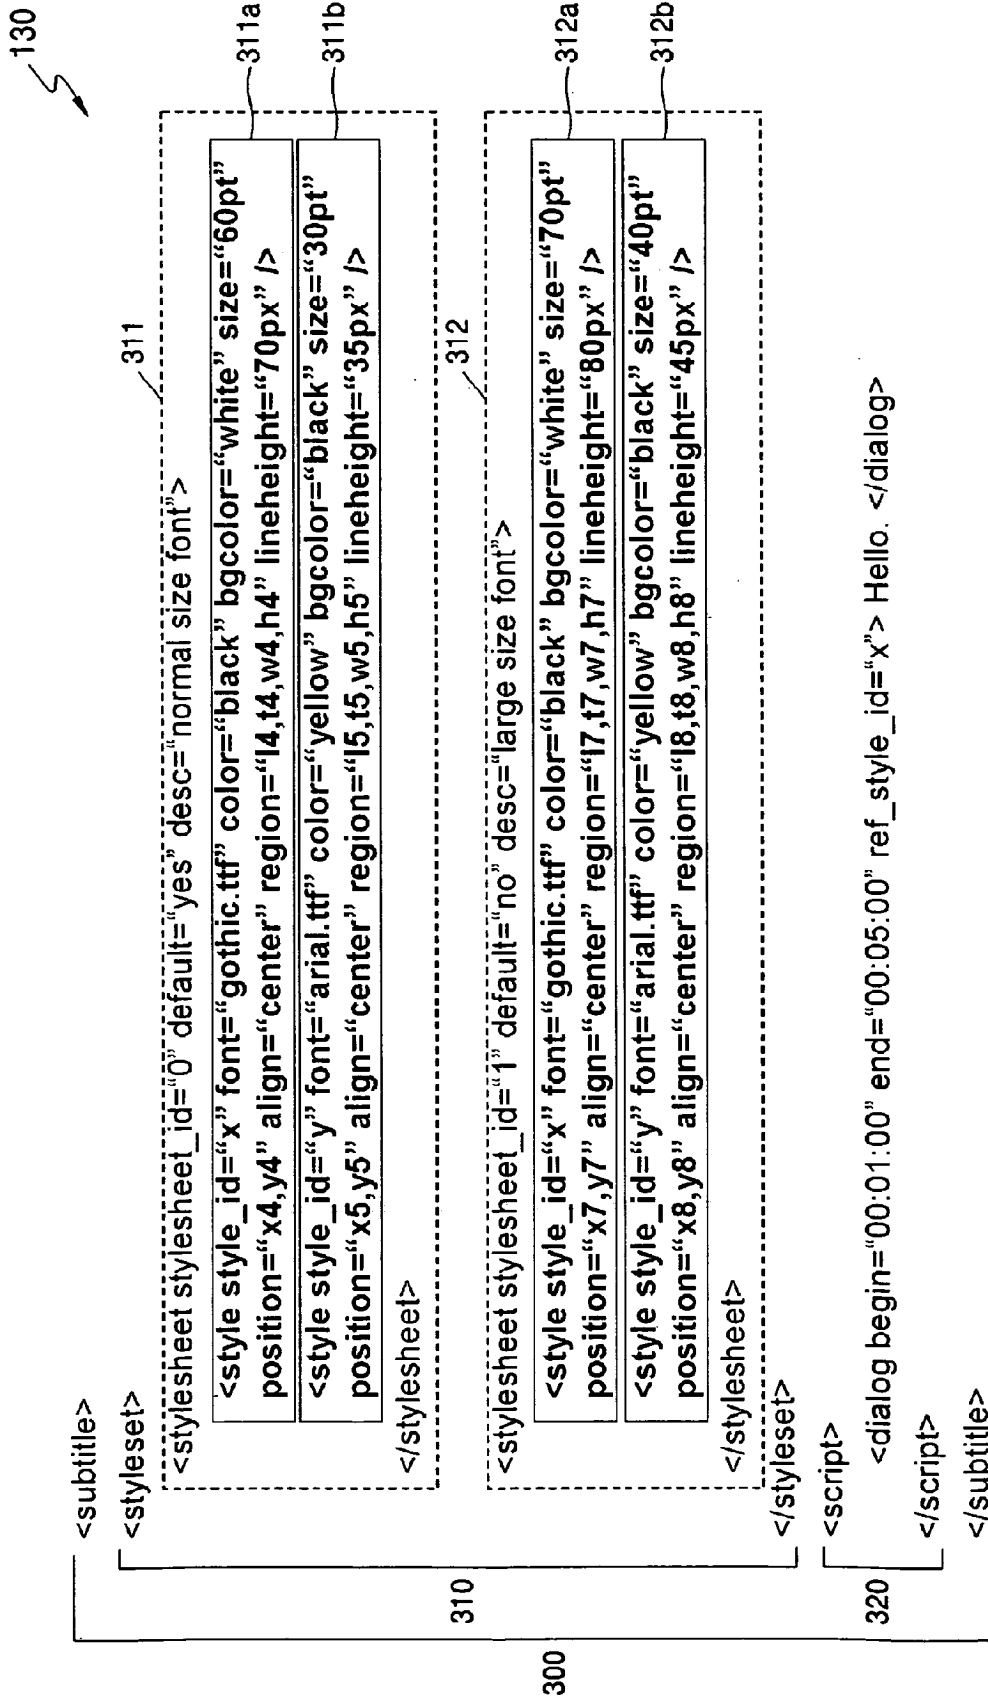 130
<subtitle>
<styleset>
311
<stylesheet stylesheet_id=“0” default=“yes” desc=“normal size font”>
<style style_id=“x” font=“gothic.ttf” color=“black” bgcolor=“white” size=“60pt”
position=“x4,y4” align=“center” region=“l4,t4,w4,h4” lineheight=“70px” />
311a
<style style_id=“y” font=“arial.ttf” color=“yellow” bgcolor=“black” size=“30pt”
position=“x5,y5” align=“center” region=“l5,t5,w5,h5” lineheight=“35px” />
311b
</stylesheet>
312
<stylesheet stylesheet_id=“1” default=“no” desc=“large size font”>
<style style_id=“x” font=“gothic.ttf” color=“black” bgcolor=“white” size=“70pt”
position=“x7,y7” align=“center” region=“l7,t7,w7,h7” lineheight=“80px” />
312a
<style style_id=“y” font=“arial.ttf” color=“yellow” bgcolor=“black” size=“40pt”
position=“x8,y8” align=“center” region=“l8,t8,w8,h8” lineheight=“45px” />
312b
</stylesheet>
</styleset>
310
<script>
<dialog begin=“00:01:00” end=“00:05:00” ref_style_id=“x”> Hello. </dialog>
</script>
320
</subtitle>
300